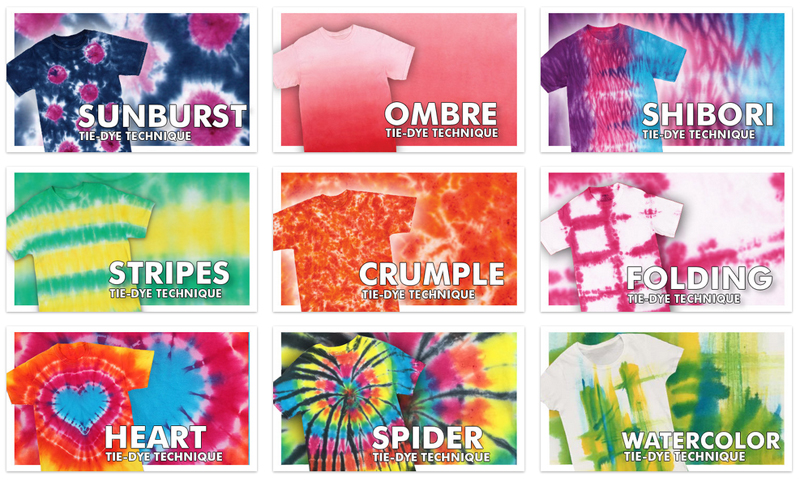 SUNBURST
TIE-DYE TECHNIQUE
OMBRE
TIE-DYE TECHNIQUE
SHIBORI
TIE-DYE TECHNIQUE
STRIPES
TIE-DYE TECHNIQUE
CRUMPLE
TIE-DYE TECHNIQUE
FOLDING
TIE-DYE TECHNIQUE
HEART
TIE-DYE TECHNIQUE
SPIDER
TIE-DYE TECHNIQUE
WATERCOLOR
TIE-DYE TECHNIQUE